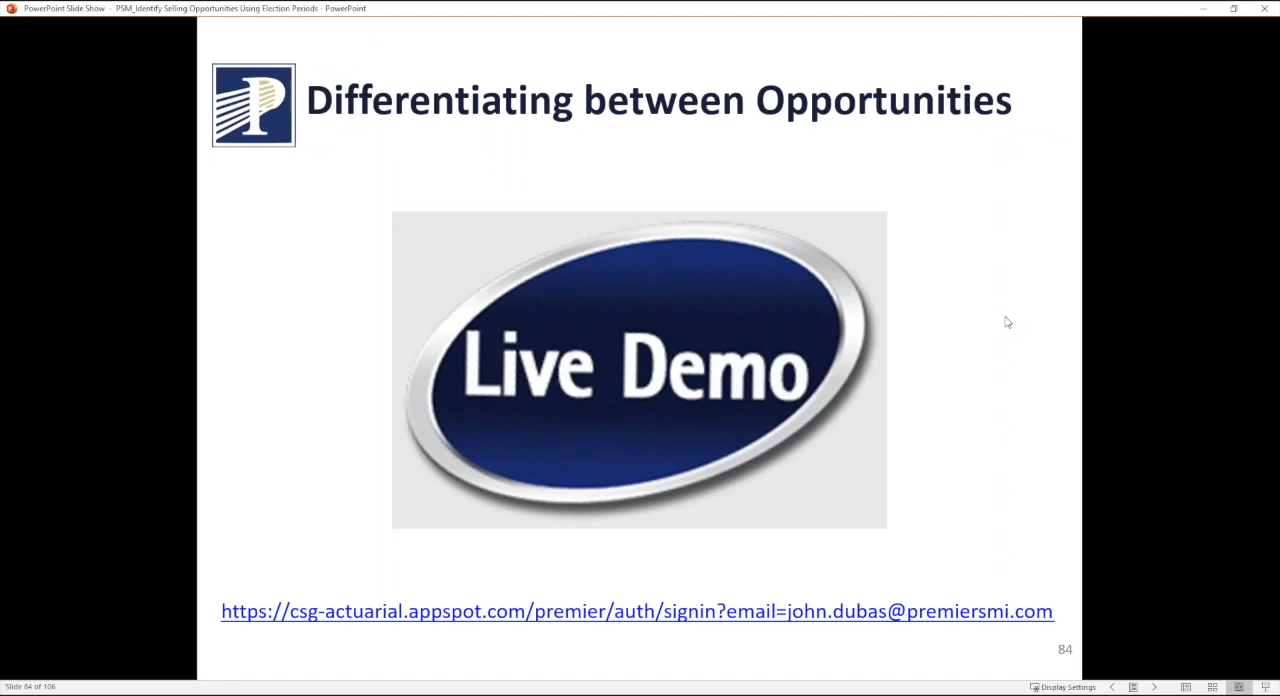 PowerPoint Slide Show - PSM_Identify Selling Opportunities Using Election Periods - PowerPoint
P
Differentiating between Opportunities
Live Demo
https://csg-actuarial.appspot.com/premier/auth/signin?email=john.dubas@premiersmi.com
84
Slide 84 of 106
Display Settings